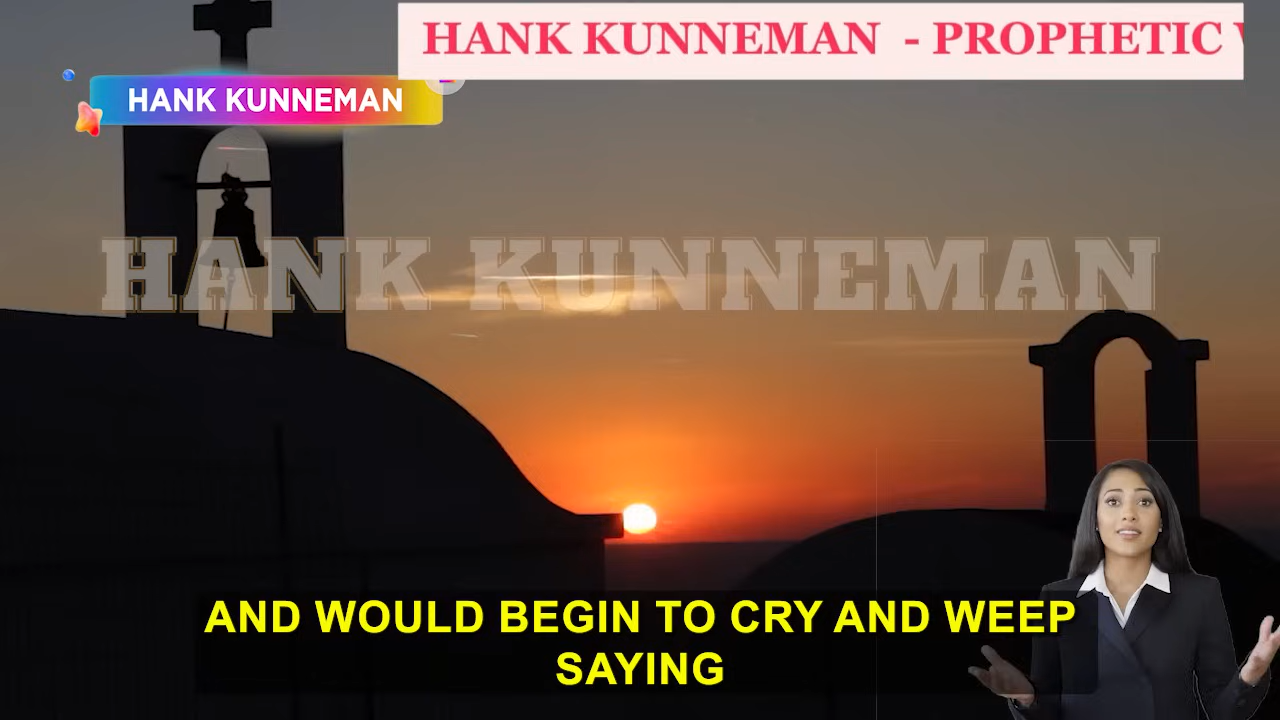 HANK KUNNEMAN - PROPHETIC
HANK KUNNEMAN
HANK KUNNEMAN
AND WOULD BEGIN TO CRY AND WEEP
SAYING